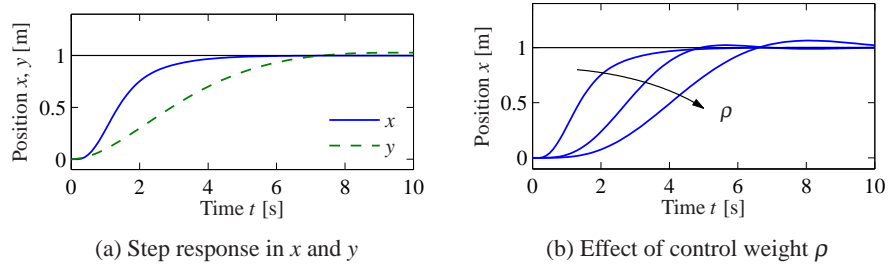 Position x, y [m]
1
0.5
0
x
y
0 2 4 6 8 10
Time t [s]
(a) Step response in x and y
Position x [m]
1
0.5
0
ρ
0 2 4 6 8 10
Time t [s]
(b) Effect of control weight ρ